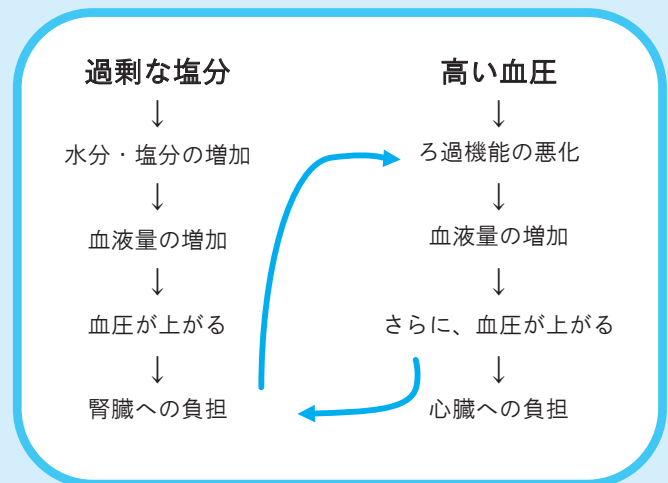 過剰な塩分
↓
水分・塩分の増加
↓
血液量の増加
↓
血圧が上がる
↓
腎臓への負担
高い血圧
↓
ろ過機能の悪化
↓
血液量の増加
↓
さらに、血圧が上がる
↓
心臓への負担